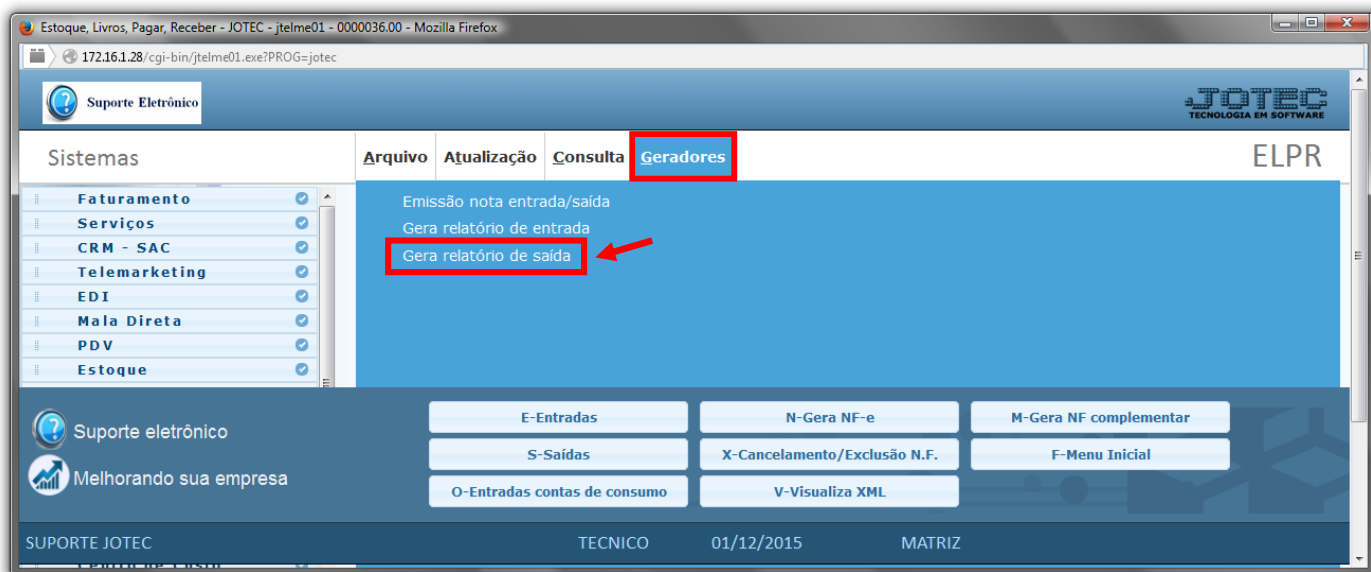 Estoque, Livros, Pagar, Receber - JOTEC - jtelme01 - 0000036.00 - Mozilla Firefox
172.16.1.28/cgi-bin/jtelme01.exe?PROG=jotec
Suporte Eletrônico
JOTEC
TECNOLOGIA EM SOFTWARE
Sistemas
Arquivo Atualização Consulta Geradores
ELPR
Faturamento
Serviços
CRM - SAC
Telemarketing
EDI
Mala Direta
PDV
Estoque
Emissão nota entrada/saída
Gera relatório de entrada
Gera relatório de saída
Suporte eletrônico
Melhorando sua empresa
E-Entradas
N-Gera NF-e
M-Gera NF complementar
S-Saídas
X-Cancelamento/Exclusão N.F.
F-Menu Inicial
O-Entradas contas de consumo
V-Visualiza XML
SUPORTE JOTEC
TECNICO
01/12/2015
MATRIZ